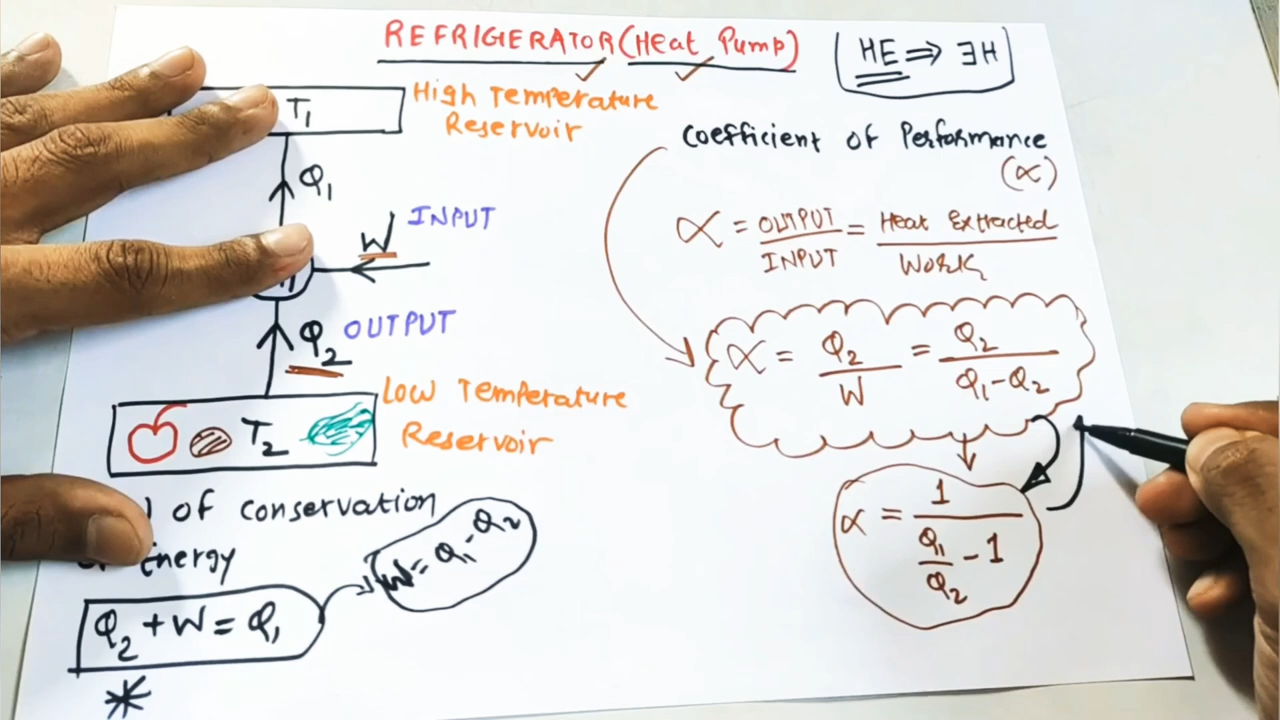 REFRIGERATOR (Heat Pump)
HE ⇒ ƎH
T₁
High Temperature
Reservoir
Q₁
W
INPUT
Q₂
OUTPUT
Low Temperature
Reservoir
T₂
of conservation
Energy
Q₂ + W = Q₁
W = Q₁ - Q₂
*
Coefficient of Performance
(α)
α = OUTPUT / INPUT = Heat Extracted / Work
α = Q₂ / W = Q₂ / Q₁-Q₂
α = 1 / Q₁/Q₂ - 1